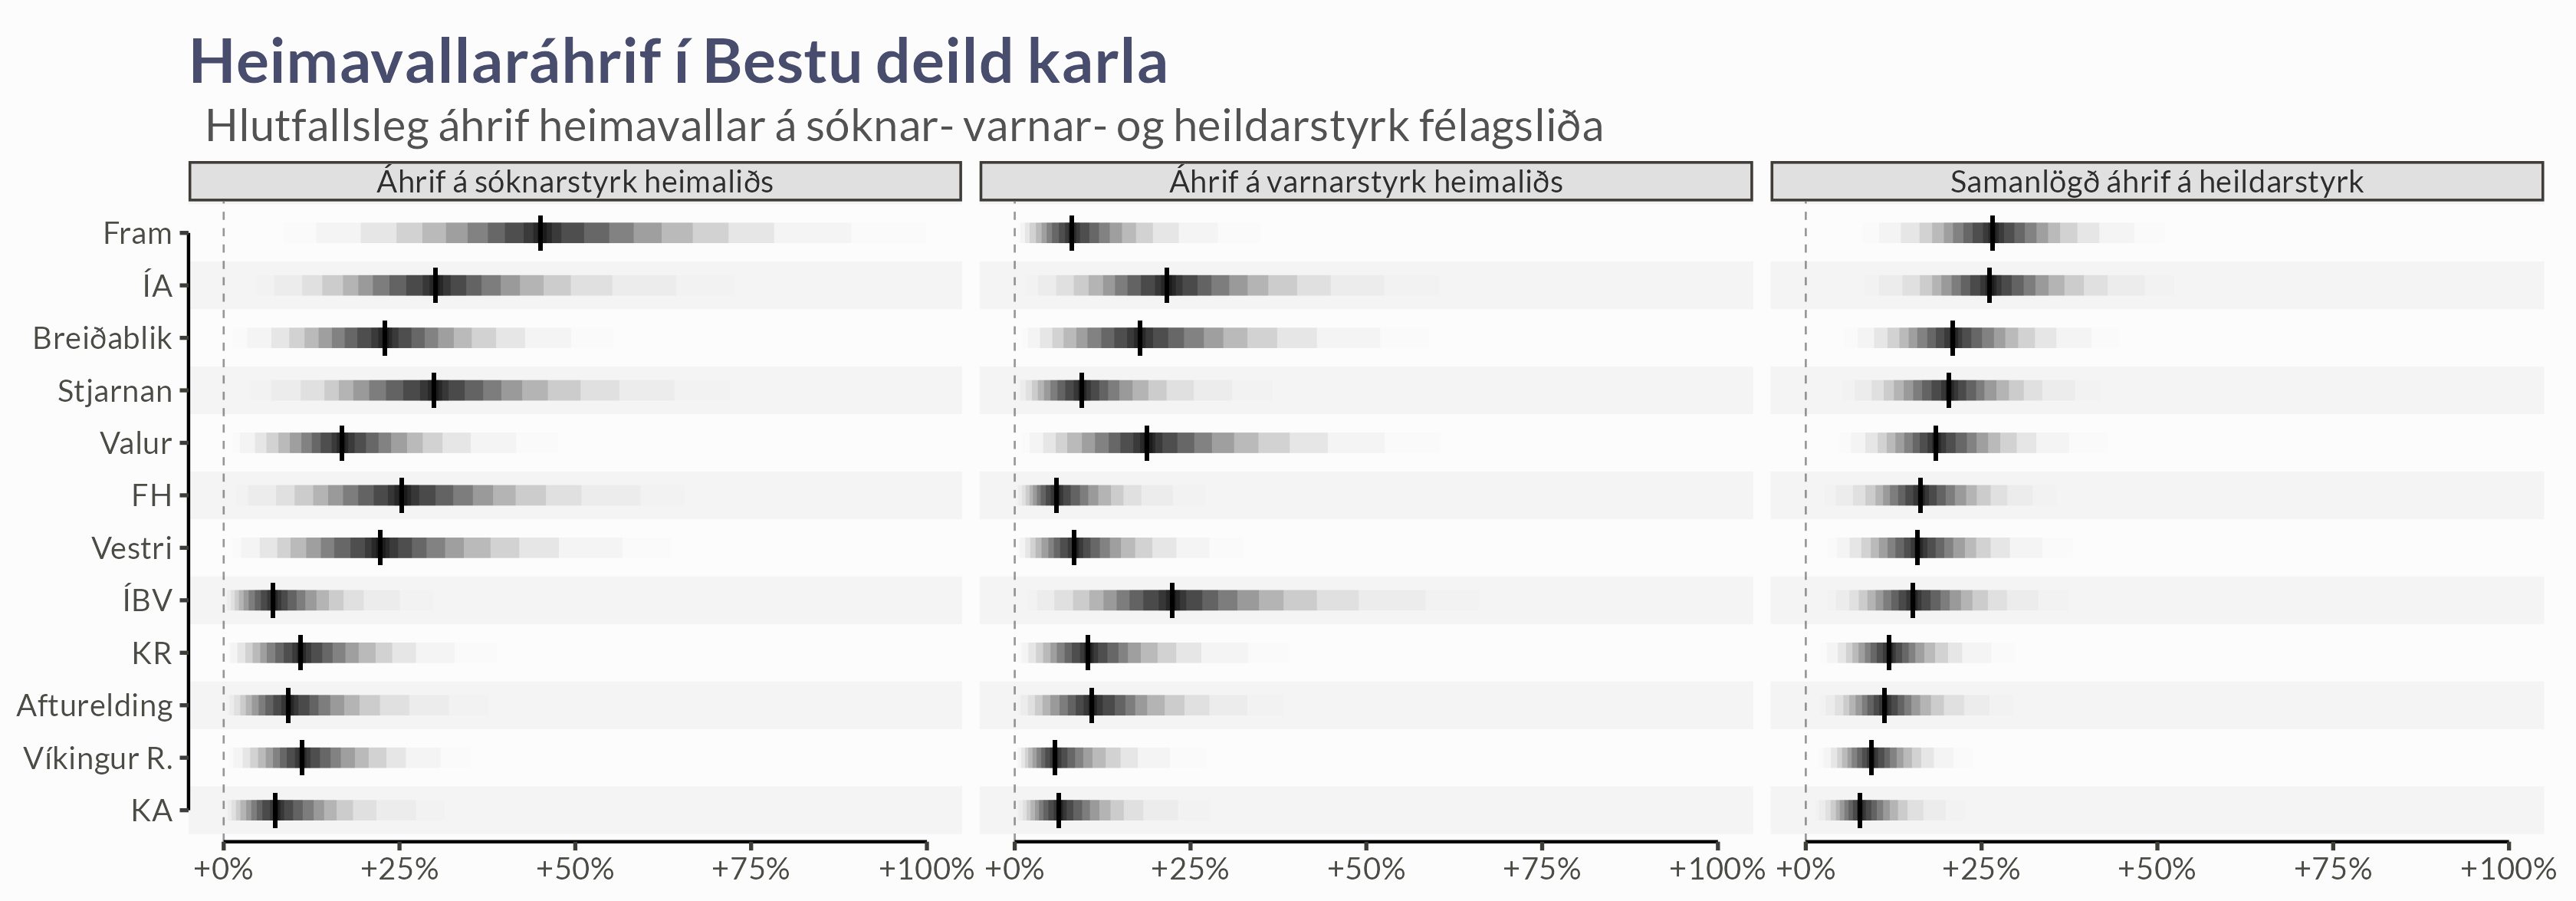 Heimavallaráhrif í Bestu deild karla
Hlutfallsleg áhrif heimavallar á sóknar- varnar- og heildarstyrk félagsliða
Áhrif á sóknarstyrk heimaliðs
Áhrif á varnarstyrk heimaliðs
Samanlögð áhrif á heildarstyrk
Fram
ÍA
Breiðablik
Stjarnan
Valur
FH
Vestri
ÍBV
KR
Afturelding
Víkingur R.
KA
+0% +25% +50% +75% +100%
+0% +25% +50% +75% +100%
+0% +25% +50% +75% +100%